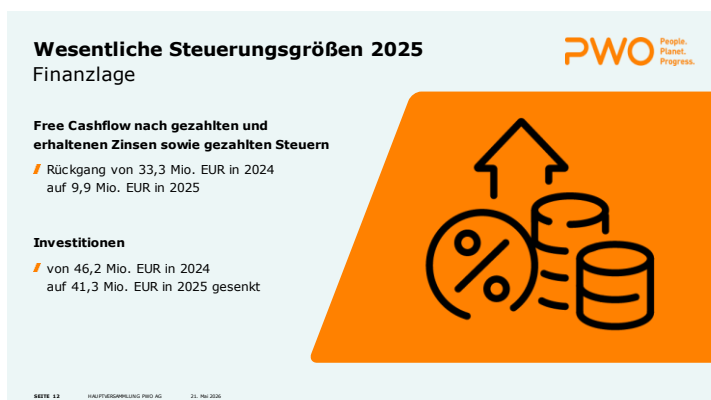 Wesentliche Steuerungsgrößen 2025
Finanzlage
PWO
People.
Planet.
Progress.
Free Cashflow nach gezahlten und
erhaltenen Zinsen sowie gezahlten Steuern
Rückgang von 33,3 Mio. EUR in 2024
auf 9,9 Mio. EUR in 2025
Investitionen
von 46,2 Mio. EUR in 2024
auf 41,3 Mio. EUR in 2025 gesenkt
%
SEITE 12 HAUPTVERSAMMLUNG PWO AG 21. Mai 2026